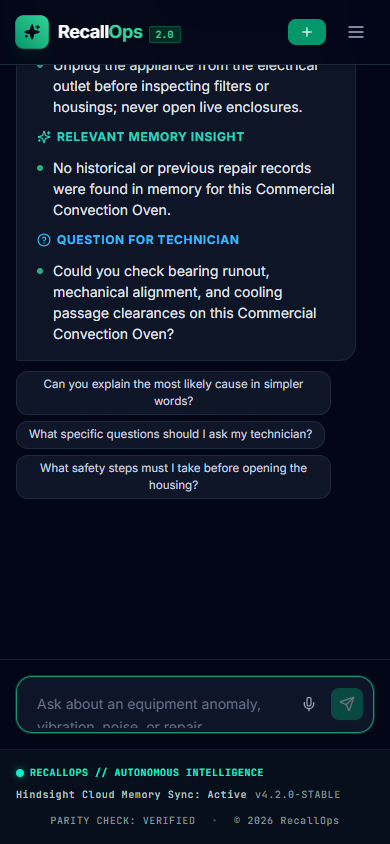 RecallOps 2.0
Unplug the appliance from the electrical
outlet before inspecting filters or
housings; never open live enclosures.
RELEVANT MEMORY INSIGHT
No historical or previous repair records
were found in memory for this Commercial
Convection Oven.
QUESTION FOR TECHNICIAN
Could you check bearing runout,
mechanical alignment, and cooling
passage clearances on this Commercial
Convection Oven?
Can you explain the most likely cause in simpler
words?
What specific questions should I ask my technician?
What safety steps must I take before opening the
housing?
Ask about an equipment anomaly,
vibration, noise, or repair
RECALLOPS // AUTONOMOUS INTELLIGENCE
Hindsight Cloud Memory Sync: Active v4.2.0-STABLE
PARITY CHECK: VERIFIED · © 2026 RecallOps